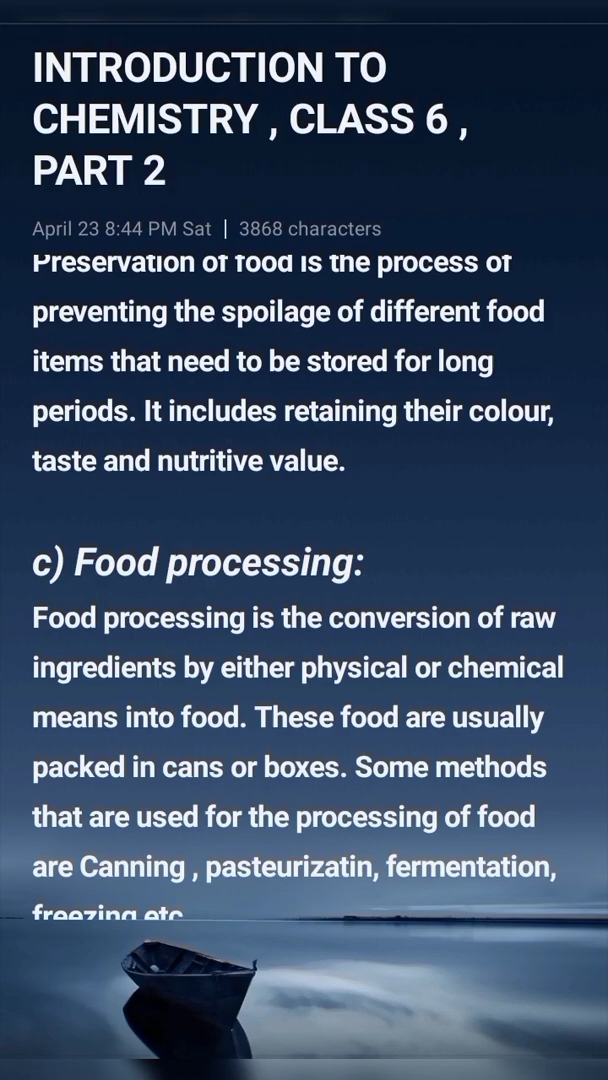 INTRODUCTION TO
CHEMISTRY , CLASS 6 ,
PART 2
April 23 8:44 PM Sat | 3868 characters
Preservation of food is the process of
preventing the spoilage of different food
items that need to be stored for long
periods. It includes retaining their colour,
taste and nutritive value.
c) Food processing:
Food processing is the conversion of raw
ingredients by either physical or chemical
means into food. These food are usually
packed in cans or boxes. Some methods
that are used for the processing of food
are Canning , pasteurizatin, fermentation,
freezing etc